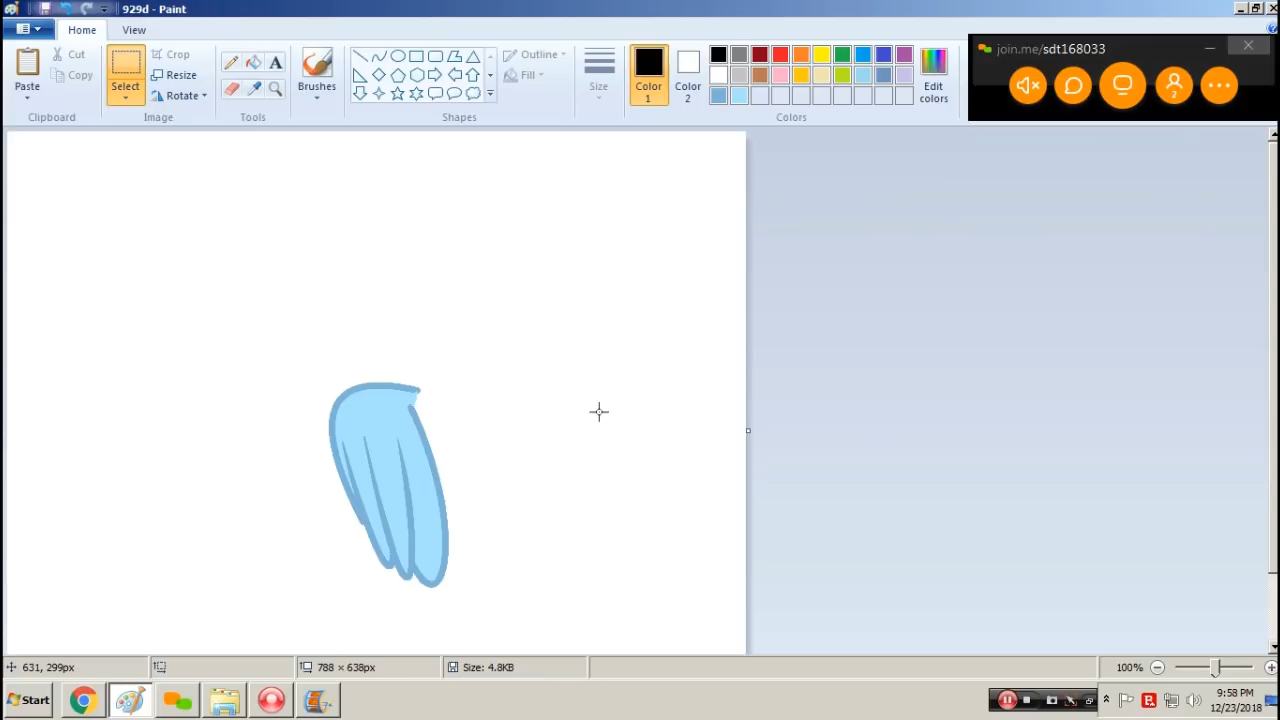 929d - Paint
Home
View
Paste
Cut
Copy
Clipboard
Select
Crop
Resize
Rotate
Image
Tools
Brushes
Shapes
Outline
Fill
Size
Color
1
Color
2
Edit
colors
Colors
join.me/sdt168033
2
631, 299px
788 × 638px
Size: 4.8KB
100%
Start
9:58 PM
12/23/2018